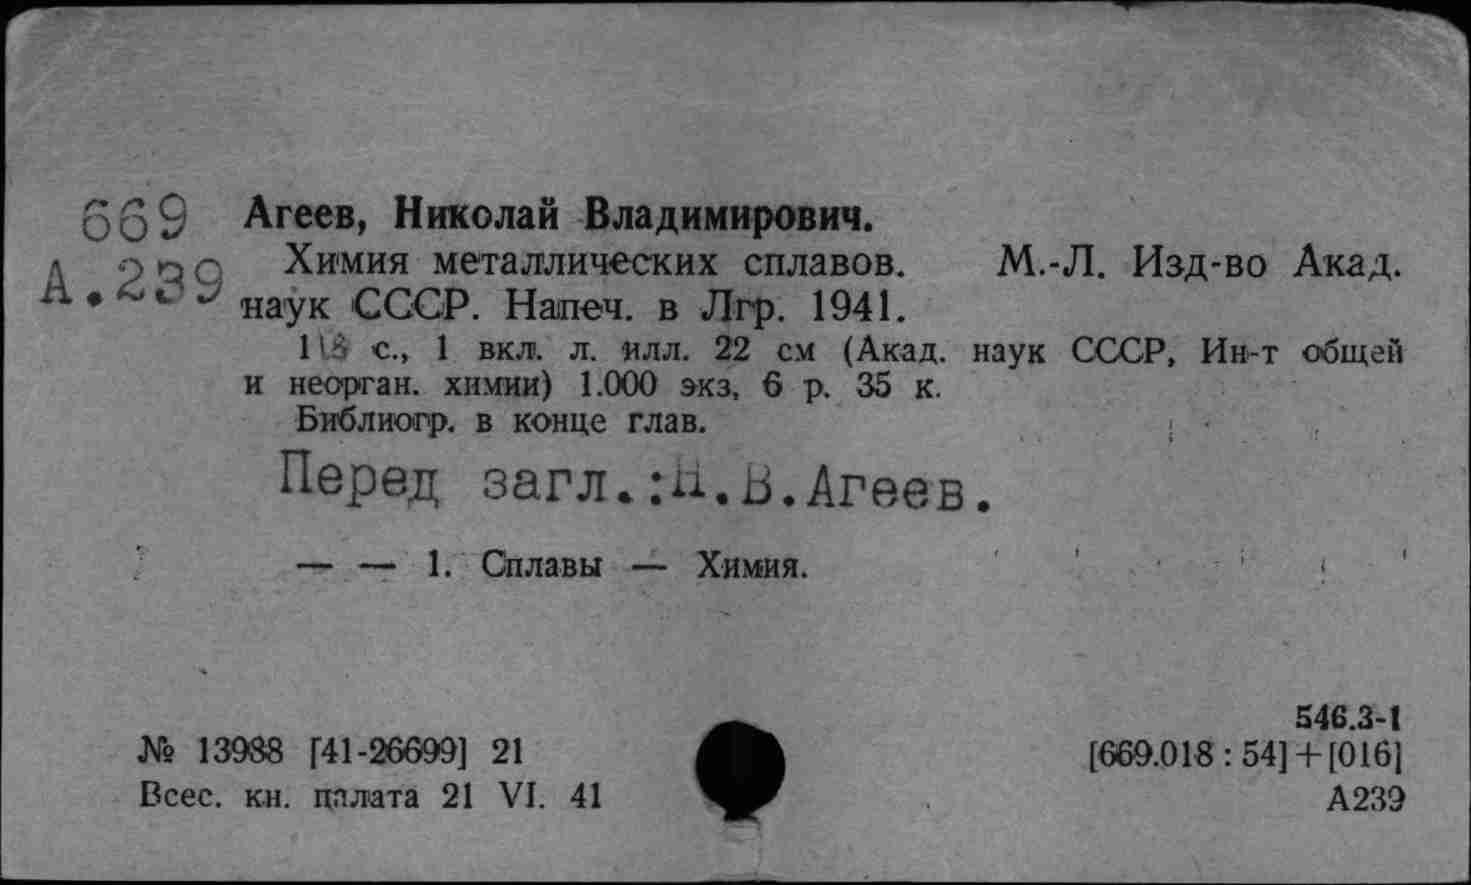 669 Агеев, Николай Владимирович.
А.239 Химия металлических сплавов. М.-Л. Изд-во Акад.
наук СССР. Напеч. в Лгр. 1941.
с., 1 вкл. л. илл. 22 см (Акад. наук СССР, Ин-т общей
и неорган. химии) 1.000 экз, 6 р. 35 к.
Библиогр. в конце глав.
Перед загл.:Н.В.Агеев.
— — 1. Сплавы — Химия.
546.3-1
№ 13988 [41-26699] 21 [669.018 : 54]+[016]
Всес. кн. палата 21 VI. 41 А239